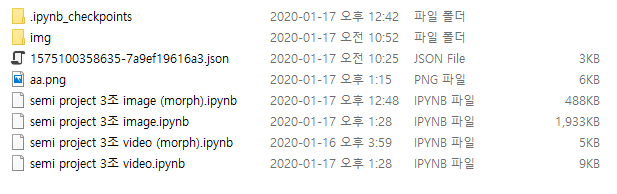 .ipynb_checkpoints 2020-01-17 오후 12:42 파일 폴더
img 2020-01-17 오전 10:52 파일 폴더
1575100358635-7a9ef19616a3.json 2020-01-17 오전 10:25 JSON File 3KB
aa.png 2020-01-17 오후 1:15 PNG 파일 6KB
semi project 3조 image (morph).ipynb 2020-01-17 오후 12:48 IPYNB 파일 488KB
semi project 3조 image.ipynb 2020-01-17 오후 1:28 IPYNB 파일 1,933KB
semi project 3조 video (morph).ipynb 2020-01-16 오후 3:59 IPYNB 파일 5KB
semi project 3조 video.ipynb 2020-01-17 오후 1:28 IPYNB 파일 9KB